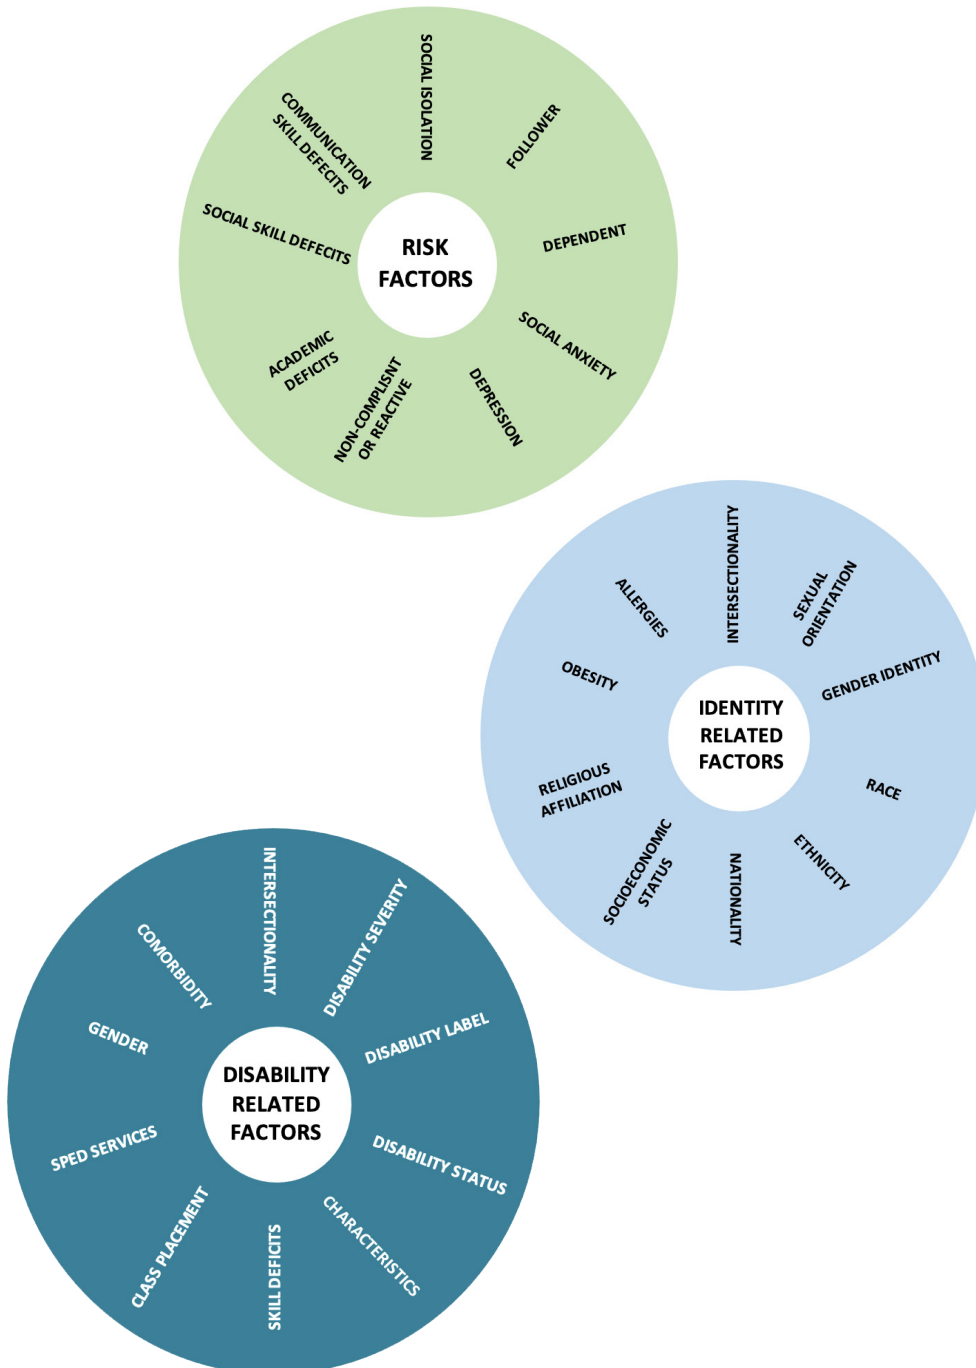 RISK
FACTORS
SOCIAL ISOLATION
FOLLOWER
DEPENDENT
SOCIAL ANXIETY
DEPRESSION
NON-COMPLISNT
OR REACTIVE
ACADEMIC
DEFICITS
SOCIAL SKILL DEFECITS
COMMUNICATION
SKILL DEFECITS
IDENTITY
RELATED
FACTORS
INTERSECTIONALITY
SEXUAL
ORIENTATION
GENDER IDENTITY
RACE
ETHNICITY
NATIONALITY
SOCIOECONOMIC
STATUS
RELIGIOUS
AFFILIATION
OBESITY
ALLERGIES
DISABILITY
RELATED
FACTORS
INTERSECTIONALITY
DISABILITY SEVERITY
DISABILITY LABEL
DISABILITY STATUS
CHARACTERISTICS
SKILL DEFICITS
CLASS PLACEMENT
SPED SERVICES
GENDER
COMORBIDITY